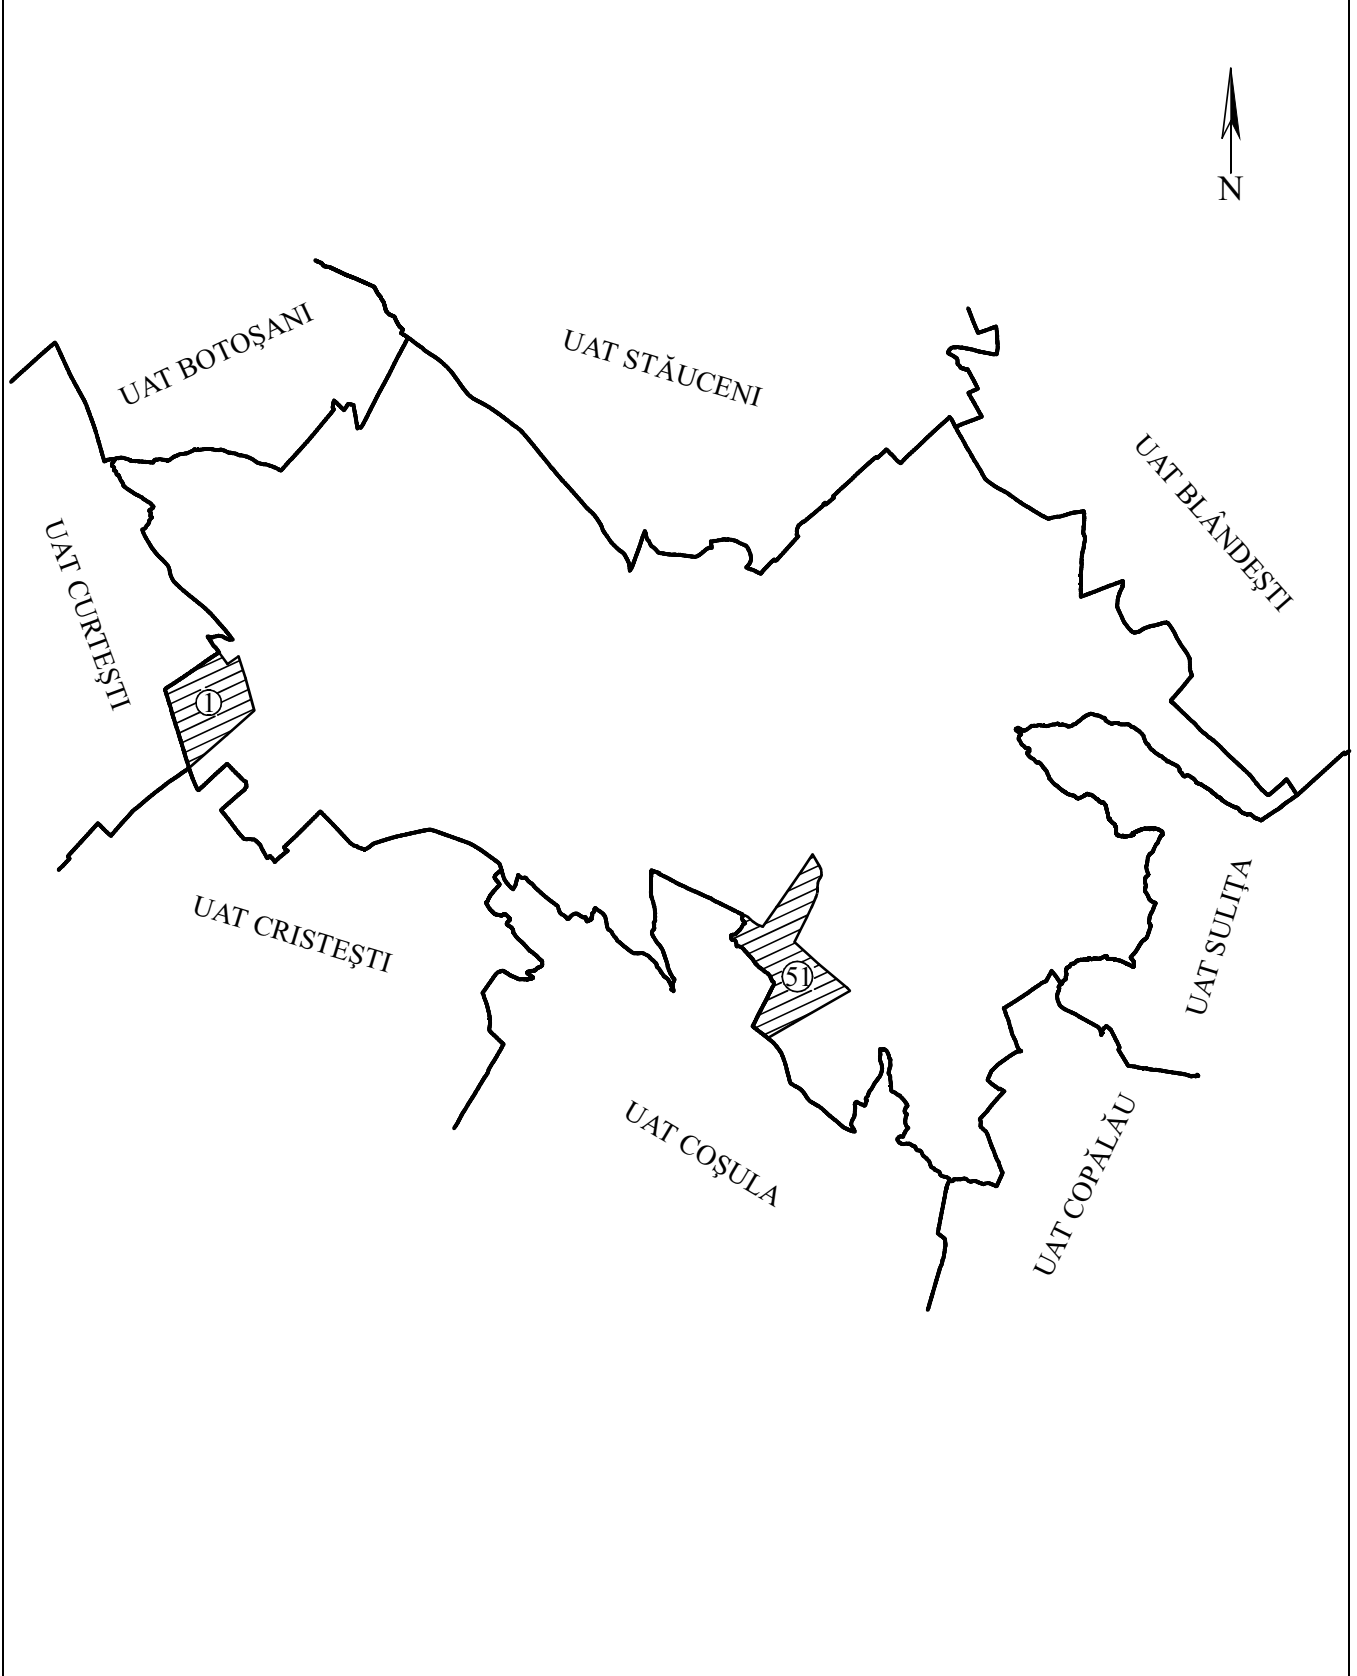 N
UAT BOTOŞANI
UAT STĂUCENI
UAT BLÂNDEŞTI
UAT CURTEŞTI
1
UAT CRISTEŞTI
51
UAT SULIŢA
UAT COŞULA
UAT COPĂLĂU